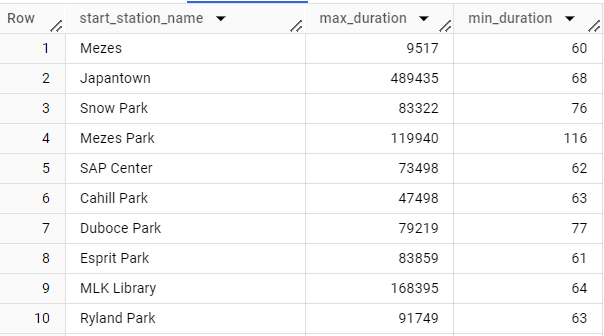 Row start_station_name max_duration min_duration
1 Mezes 9517 60
2 Japantown 489435 68
3 Snow Park 83322 76
4 Mezes Park 119940 116
5 SAP Center 73498 62
6 Cahill Park 47498 63
7 Duboce Park 79219 77
8 Esprit Park 83859 61
9 MLK Library 168395 64
10 Ryland Park 91749 63